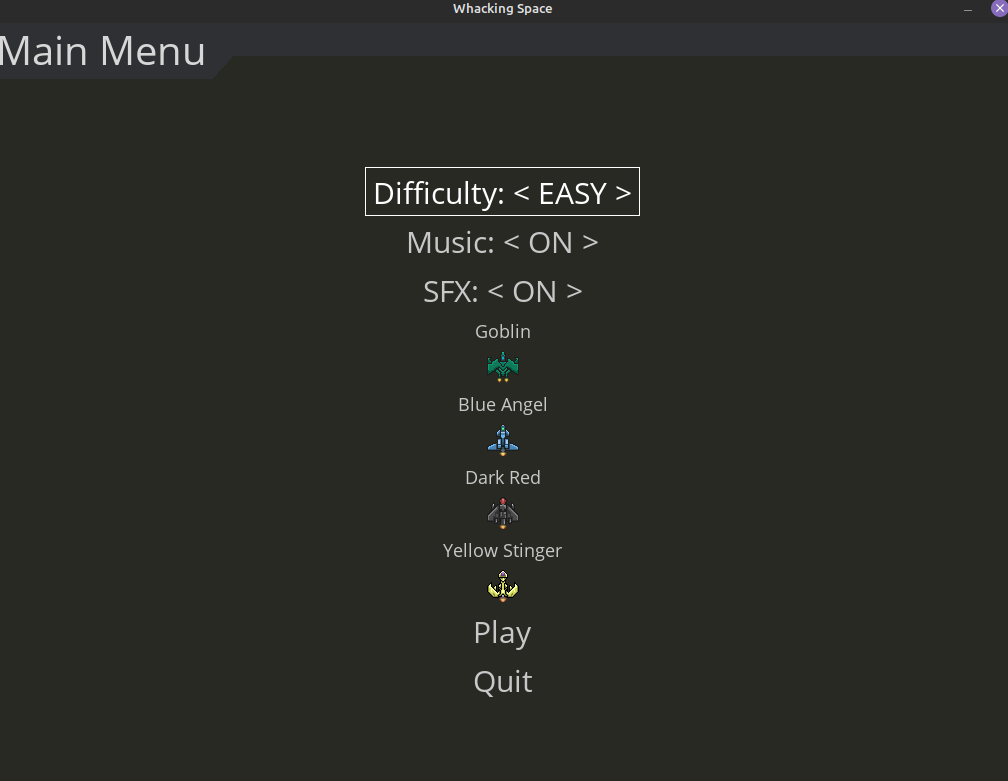 Whacking Space
Main Menu
Difficulty: < EASY >
Music: < ON >
SFX: < ON >
Goblin
Blue Angel
Dark Red
Yellow Stinger
Play
Quit